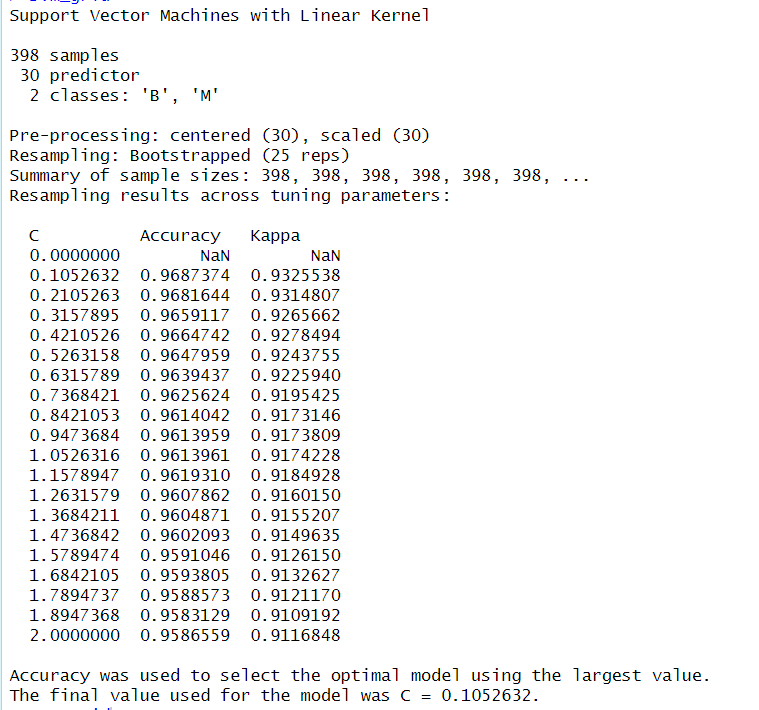 Support Vector Machines with Linear Kernel
398 samples
30 predictor
2 classes: 'B', 'M'
Pre-processing: centered (30), scaled (30)
Resampling: Bootstrapped (25 reps)
Summary of sample sizes: 398, 398, 398, 398, 398, 398, ...
Resampling results across tuning parameters:
C Accuracy Kappa
0.0000000 NaN NaN
0.1052632 0.9687374 0.9325538
0.2105263 0.9681644 0.9314807
0.3157895 0.9659117 0.9265662
0.4210526 0.9664742 0.9278494
0.5263158 0.9647959 0.9243755
0.6315789 0.9639437 0.9225940
0.7368421 0.9625624 0.9195425
0.8421053 0.9614042 0.9173146
0.9473684 0.9613959 0.9173809
1.0526316 0.9613961 0.9174228
1.1578947 0.9619310 0.9184928
1.2631579 0.9607862 0.9160150
1.3684211 0.9604871 0.9155207
1.4736842 0.9602093 0.9149635
1.5789474 0.9591046 0.9126150
1.6842105 0.9593805 0.9132627
1.7894737 0.9588573 0.9121170
1.8947368 0.9583129 0.9109192
2.0000000 0.9586559 0.9116848
Accuracy was used to select the optimal model using the largest value.
The final value used for the model was C = 0.1052632.